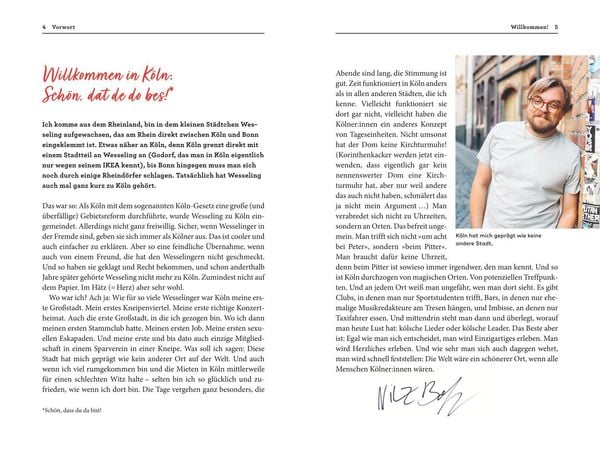 4 Vorwort
Willkommen in Köln:
Schön, dat de do bes!*
Ich komme aus dem Rheinland, bin in dem kleinen Städtchen Wes-
seling aufgewachsen, das am Rhein direkt zwischen Köln und Bonn
eingeklemmt ist. Etwas näher an Köln, denn Köln grenzt direkt mit
einem Stadtteil an Wesseling an (Godorf, das man in Köln eigentlich
nur wegen seinem IKEA kennt), bis Bonn hingegen muss man sich
noch durch einige Rheindörfer schlagen. Tatsächlich hat Wesseling
auch mal ganz kurz zu Köln gehört.
Das war so: Als Köln mit dem sogenannten Köln-Gesetz eine große (und
überfällige) Gebietsreform durchführte, wurde Wesseling zu Köln ein-
gemeindet. Allerdings nicht ganz freiwillig. Sicher, wenn Wesselinger in
der Fremde sind, geben sie sich immer als Kölner aus. Das ist cooler und
auch einfacher zu erklären. Aber so eine feindliche Übernahme, wenn
auch von einem Freund, die hat den Wesselingern nicht geschmeckt.
Und so haben sie geklagt und Recht bekommen, und schon anderthalb
Jahre später gehörte Wesseling nicht mehr zu Köln. Zumindest nicht auf
dem Papier. Im Hätz (= Herz) aber sehr wohl.
Wo war ich? Ach ja: Wie für so viele Wesselinger war Köln meine ers-
te Großstadt. Mein erstes Kneipenviertel. Meine erste richtige Konzert-
heimat. Auch die erste Großstadt, in die ich gezogen bin. Wo ich dann
meinen ersten Stammclub hatte. Meinen ersten Job. Meine ersten sexu-
ellen Eskapaden. Und meine erste und bis dato auch einzige Mitglied-
schaft in einem Sparverein in einer Kneipe. Was soll ich sagen: Diese
Stadt hat mich geprägt wie kein anderer Ort auf der Welt. Und auch
wenn ich viel rumgekommen bin und die Mieten in Köln mittlerweile
für einen schlechten Witz halte – selten bin ich so glücklich und zu-
frieden, wie wenn ich dort bin. Die Tage vergehen ganz besonders, die
*Schön, dass du da bist!
Willkommen! 5
Abende sind lang, die Stimmung ist
gut. Zeit funktioniert in Köln anders
als in allen anderen Städten, die ich
kenne. Vielleicht funktioniert sie
dort gar nicht, vielleicht haben die
Kölner:innen ein anderes Konzept
von Tageseinheiten. Nicht umsonst
hat der Dom keine Kirchturmuhr!
(Korinthenkacker werden jetzt ein-
wenden, dass eigentlich gar kein
nennenswerter Dom eine Kirch-
turmuhr hat, aber nur weil andere
das auch nicht haben, schmälert das
ja nicht mein Argument …) Man
verabredet sich nicht zu Uhrzeiten,
sondern an Orten. Das befreit unge-
mein. Man trifft sich nicht »um acht
bei Peter«, sondern »beim Pitter«.
Man braucht dafür keine Uhrzeit,
denn beim Pitter ist sowieso immer irgendwer, den man kennt. Und so
ist Köln durchzogen von magischen Orten. Von potenziellen Treffpunk-
ten. Und an jedem Ort weiß man ungefähr, wen man dort sieht. Es gibt
Clubs, in denen man nur Sportstudenten trifft, Bars, in denen nur ehe-
malige Musikredakteure am Tresen hängen, und Imbisse, an denen nur
Taxifahrer essen. Und mittendrin steht man dann und überlegt, worauf
man heute Lust hat: kölsche Lieder oder kölsche Leader. Das Beste aber
ist: Egal wie man sich entscheidet, man wird Einzigartiges erleben. Man
wird Herzliches erleben. Und wie sehr man sich auch dagegen wehrt,
man wird schnell feststellen: Die Welt wäre ein schönerer Ort, wenn alle
Menschen Kölner:innen wären.
Köln hat mich geprägt wie keine
andere Stadt.